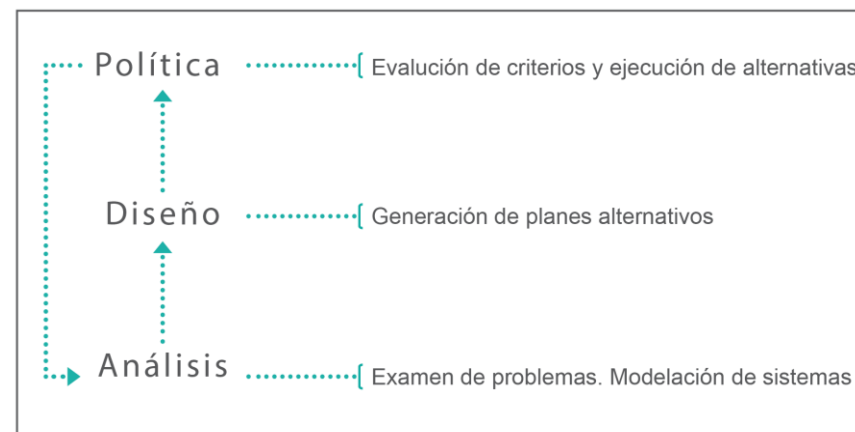 Política
Evalución de criterios y ejecución de alternativas
Diseño
Generación de planes alternativos
Análisis
Examen de problemas. Modelación de sistemas